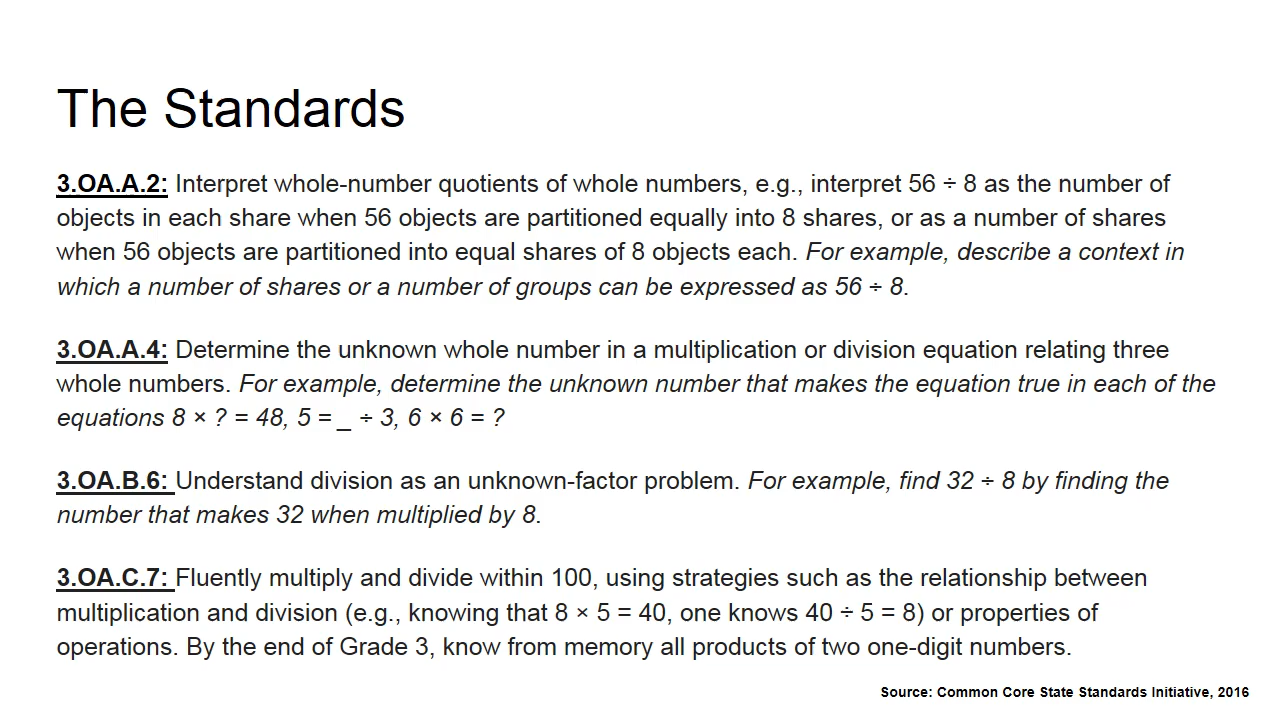 The Standards
3.OA.A.2: Interpret whole-number quotients of whole numbers, e.g., interpret 56 ÷ 8 as the number of
objects in each share when 56 objects are partitioned equally into 8 shares, or as a number of shares
when 56 objects are partitioned into equal shares of 8 objects each. For example, describe a context in
which a number of shares or a number of groups can be expressed as 56 ÷ 8.
3.OA.A.4: Determine the unknown whole number in a multiplication or division equation relating three
whole numbers. For example, determine the unknown number that makes the equation true in each of the
equations 8 × ? = 48, 5 = _ ÷ 3, 6 × 6 = ?
3.OA.B.6: Understand division as an unknown-factor problem. For example, find 32 ÷ 8 by finding the
number that makes 32 when multiplied by 8.
3.OA.C.7: Fluently multiply and divide within 100, using strategies such as the relationship between
multiplication and division (e.g., knowing that 8 × 5 = 40, one knows 40 ÷ 5 = 8) or properties of
operations. By the end of Grade 3, know from memory all products of two one-digit numbers.
Source: Common Core State Standards Initiative, 2016